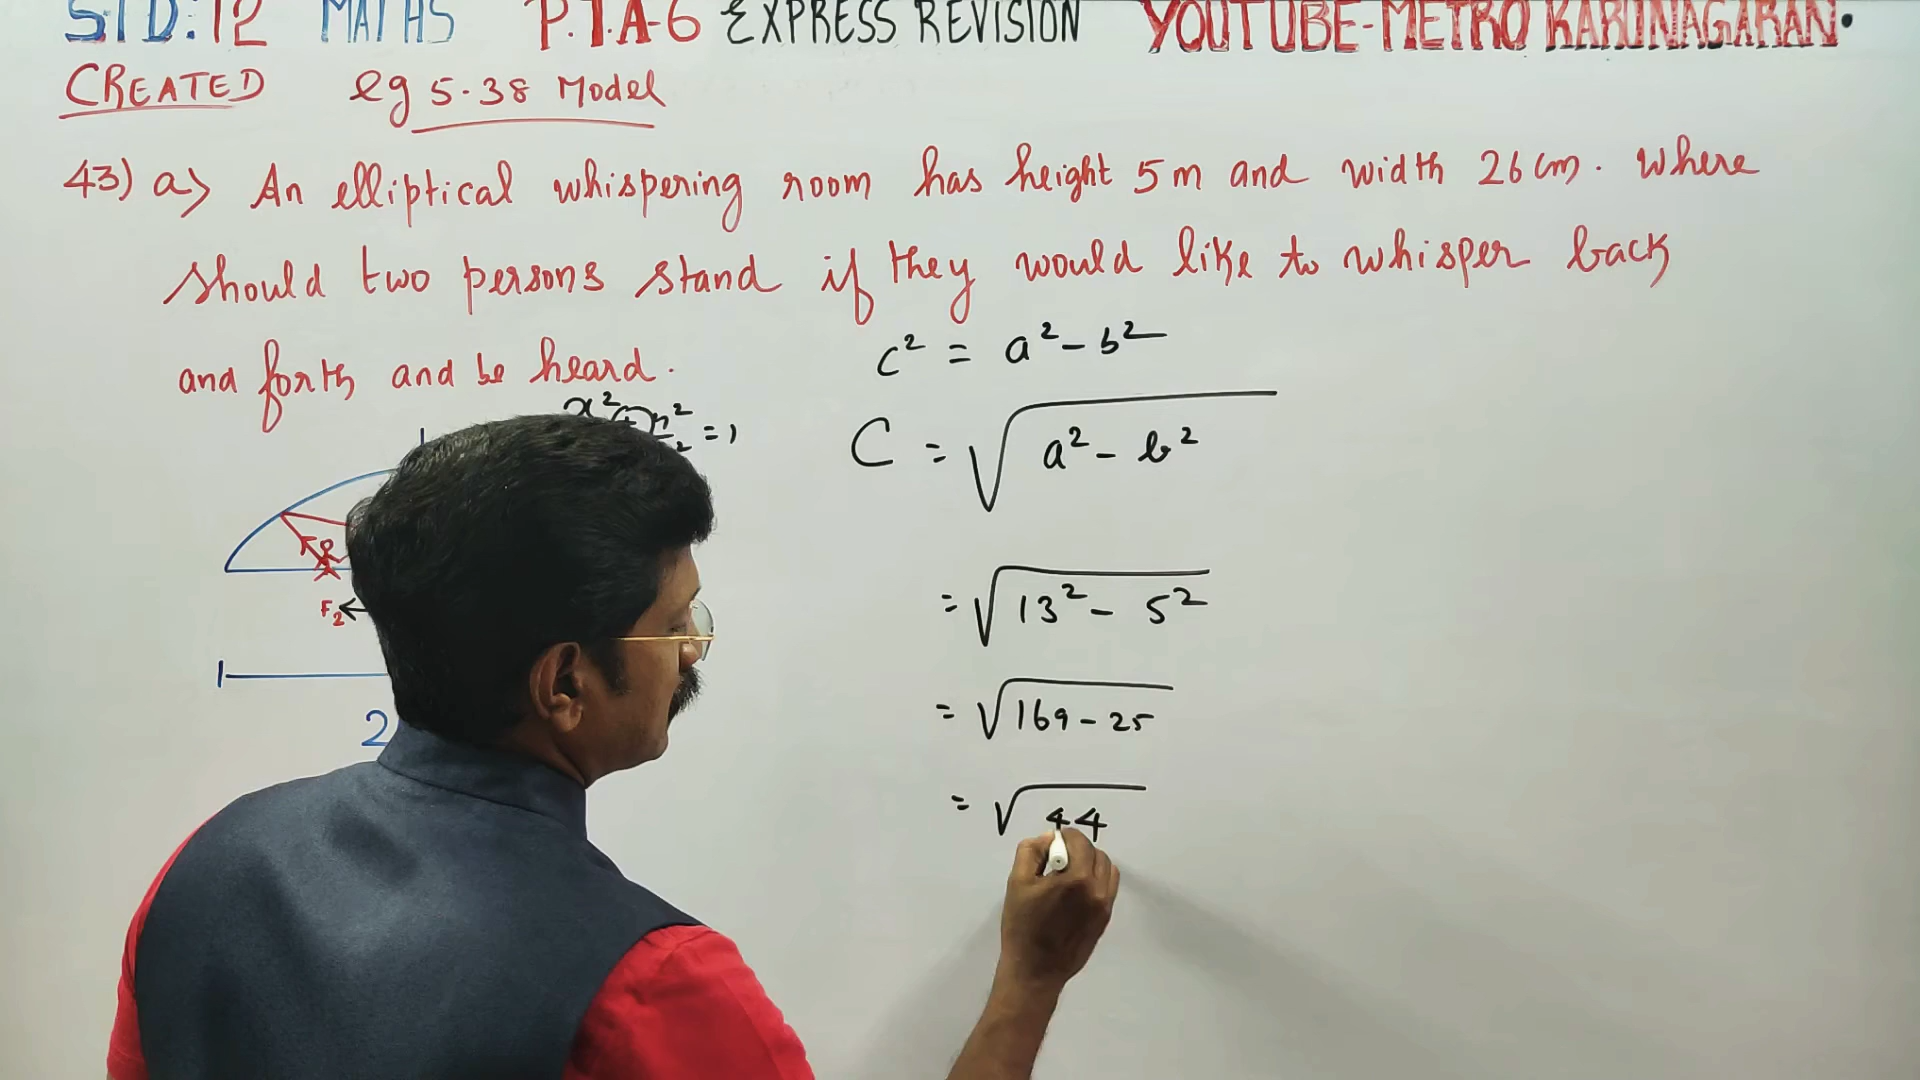 STD:12 MATHS P.T.A-6 EXPRESS REVISION YOUTUBE-METRO KARUNAGARAN.
CREATED eg 5.38 Model
43) a) An elliptical whispering room has height 5m and width 26cm. where
should two persons stand if they would like to whisper back
and forth and be heard.
x² + y²
² = 1
F₂ ←
2
c² = a² - b²
C = √a² - b²
= √13² - 5²
= √169 - 25
= √44